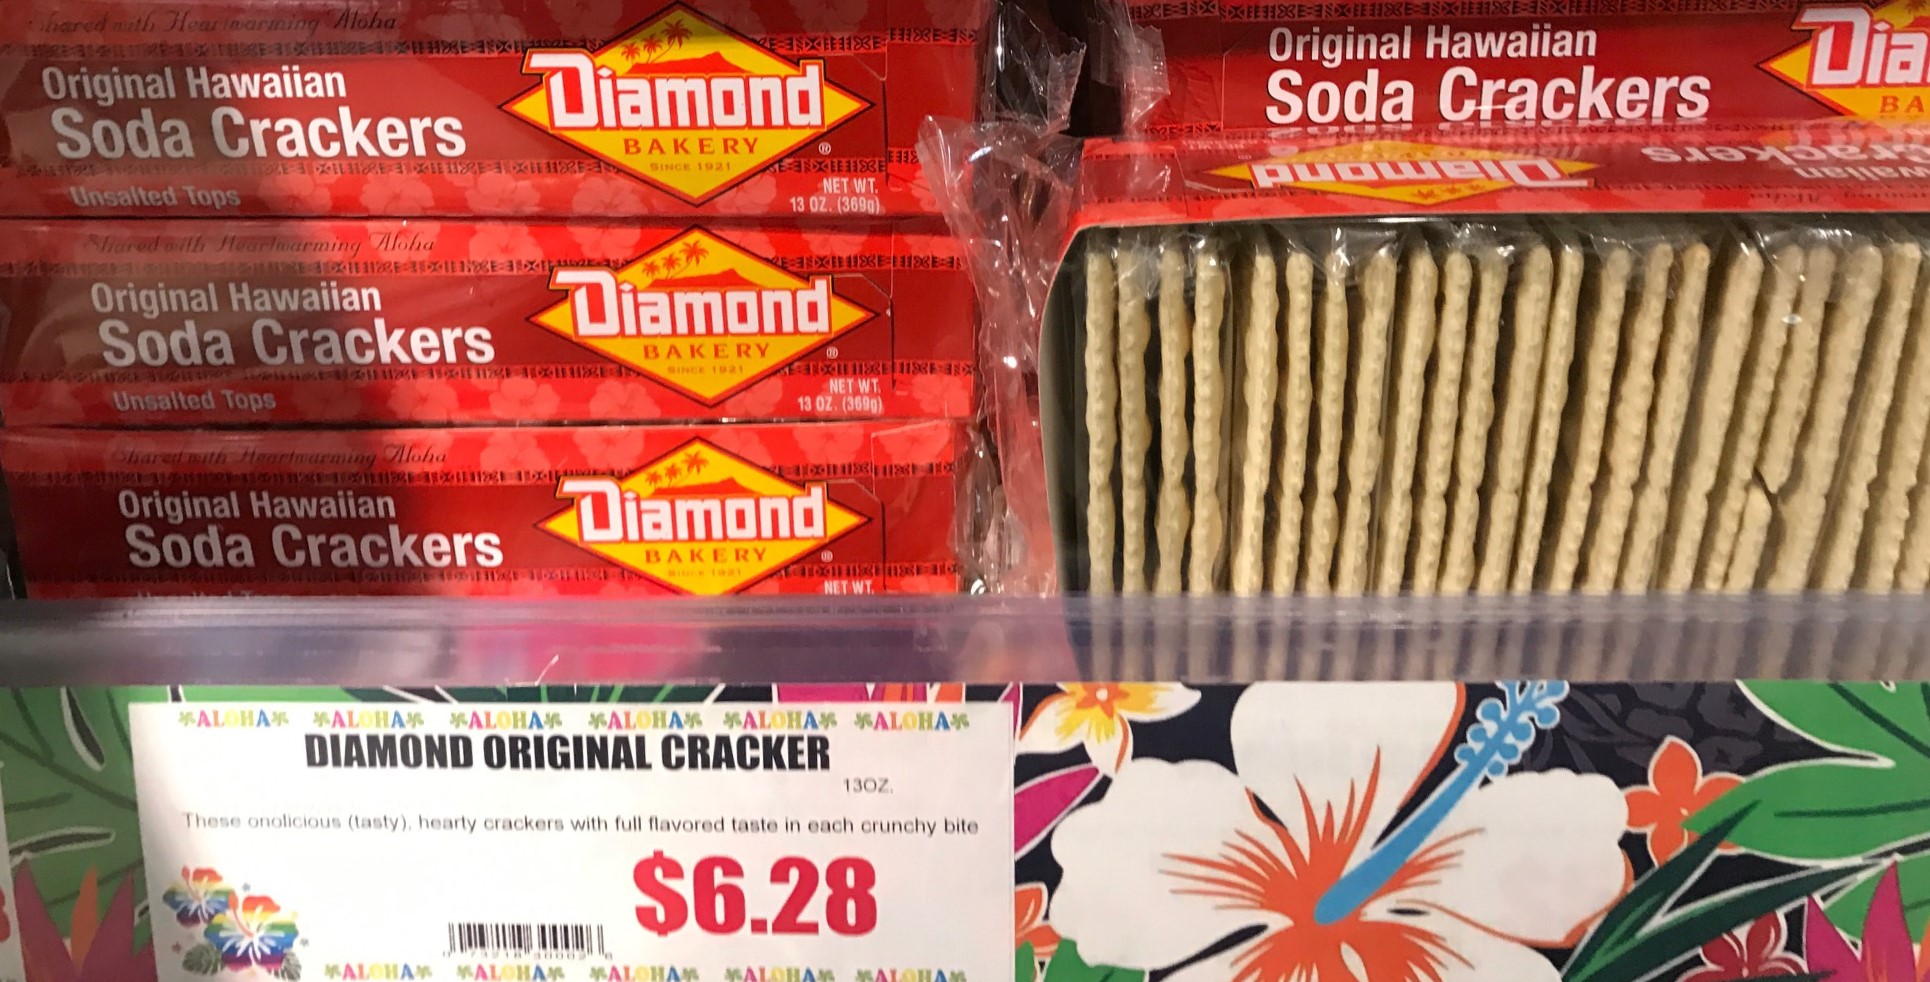 Shared with Heartwarming Aloha
Original Hawaiian
Soda Crackers
Unsalted Tops
Diamond
BAKERY
SINCE 1921
®
NET WT.
13 OZ. (369g)
Shared with Heartwarming Aloha
Original Hawaiian
Soda Crackers
Unsalted Tops
Diamond
BAKERY
SINCE 1921
®
NET WT.
13 OZ. (369g)
Shared with Heartwarming Aloha
Original Hawaiian
Soda Crackers
Diamond
BAKERY
SINCE 1921
®
NET WT.
Original Hawaiian
Soda Crackers
Dia
BA
Diamond
Crackers
ALOHA ALOHA ALOHA ALOHA ALOHA ALOHA
DIAMOND ORIGINAL CRACKER
13OZ.
These onolicious (tasty), hearty crackers with full flavored taste in each crunchy bite
$6.28
ALOHA ALOHA ALOHA ALOHA ALOHA